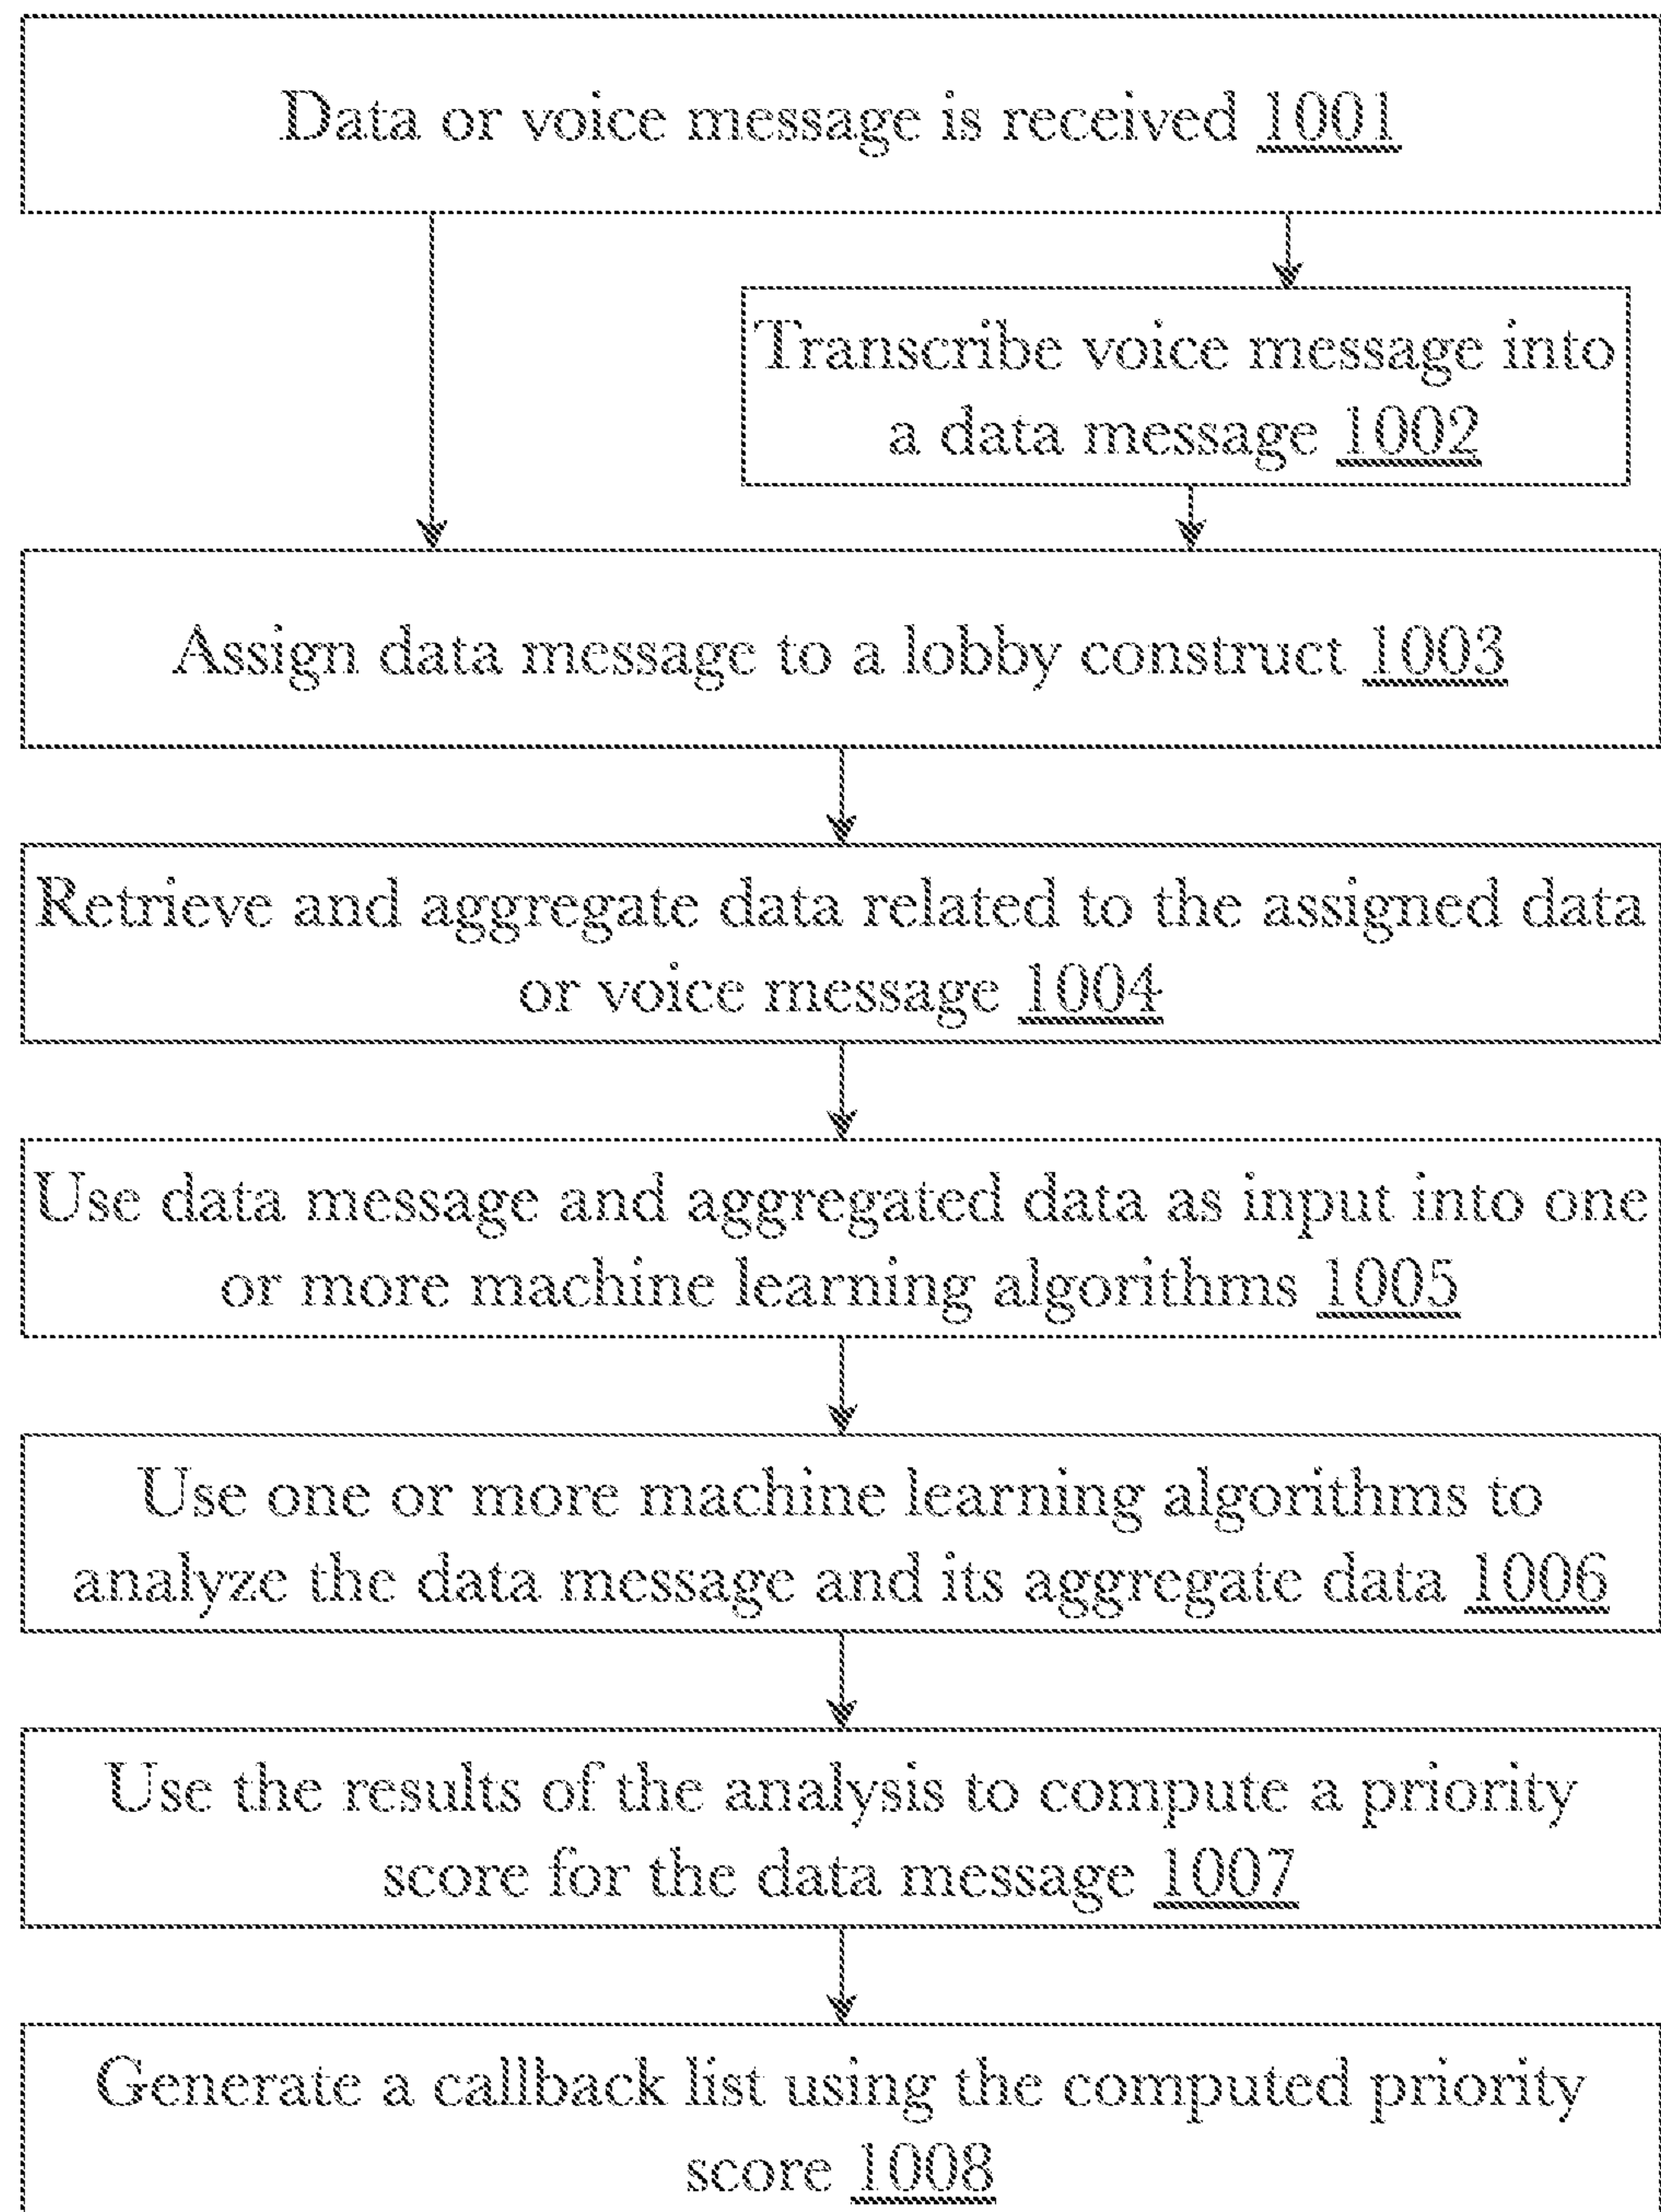 Data or voice message is received 1001
Transcribe voice message into
a data message 1002
Assign data message to a lobby construct 1003
Retrieve and aggregate data related to the assigned data
or voice message 1004
Use data message and aggregated data as input into one
or more machine learning algorithms 1005
Use one or more machine learning algorithms to
analyze the data message and its aggregate data 1006
Use the results of the analysis to compute a priority
score for the data message 1007
Generate a callback list using the computed priority
score 1008